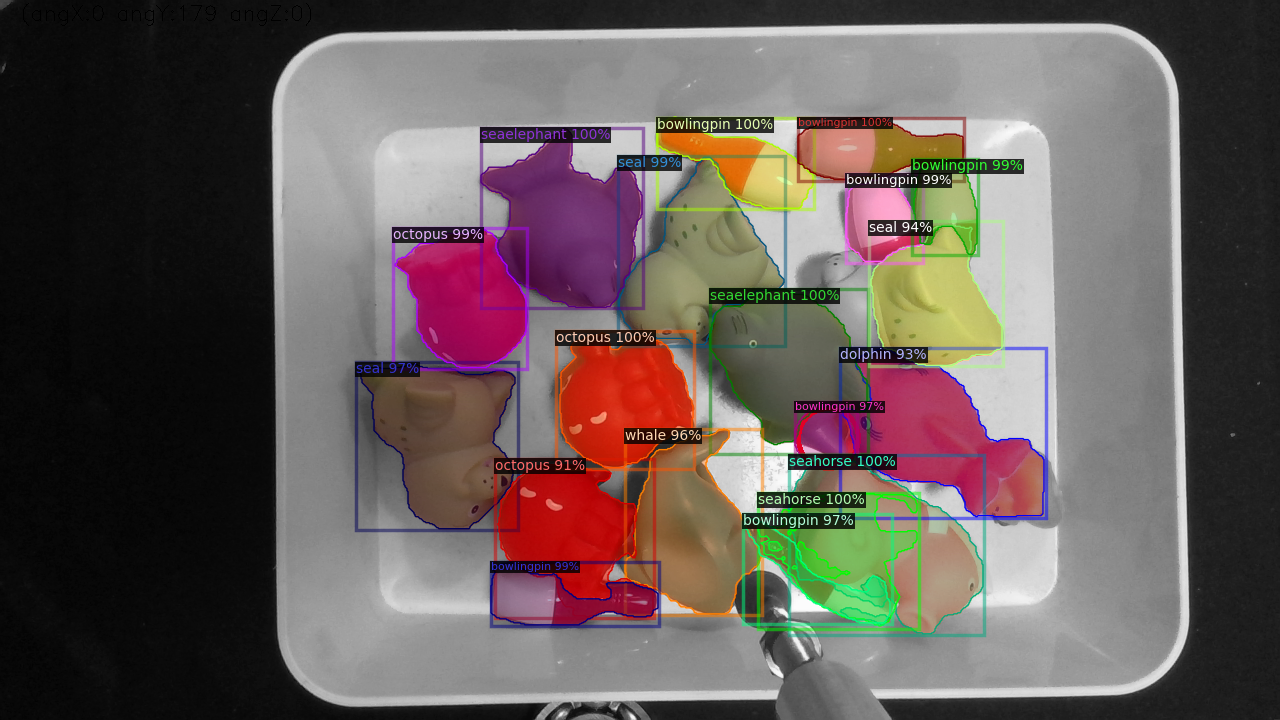 (angX:0 angY:179 angZ:0)
bowlingpin 100%
bowlingpin 100%
seaelephant 100%
seal 99%
bowlingpin 99%
bowlingpin 99%
seal 94%
octopus 99%
seaelephant 100%
octopus 100%
dolphin 93%
seal 97%
bowlingpin 97%
whale 96%
octopus 91%
seahorse 100%
seahorse 100%
bowlingpin 97%
bowlingpin 99%